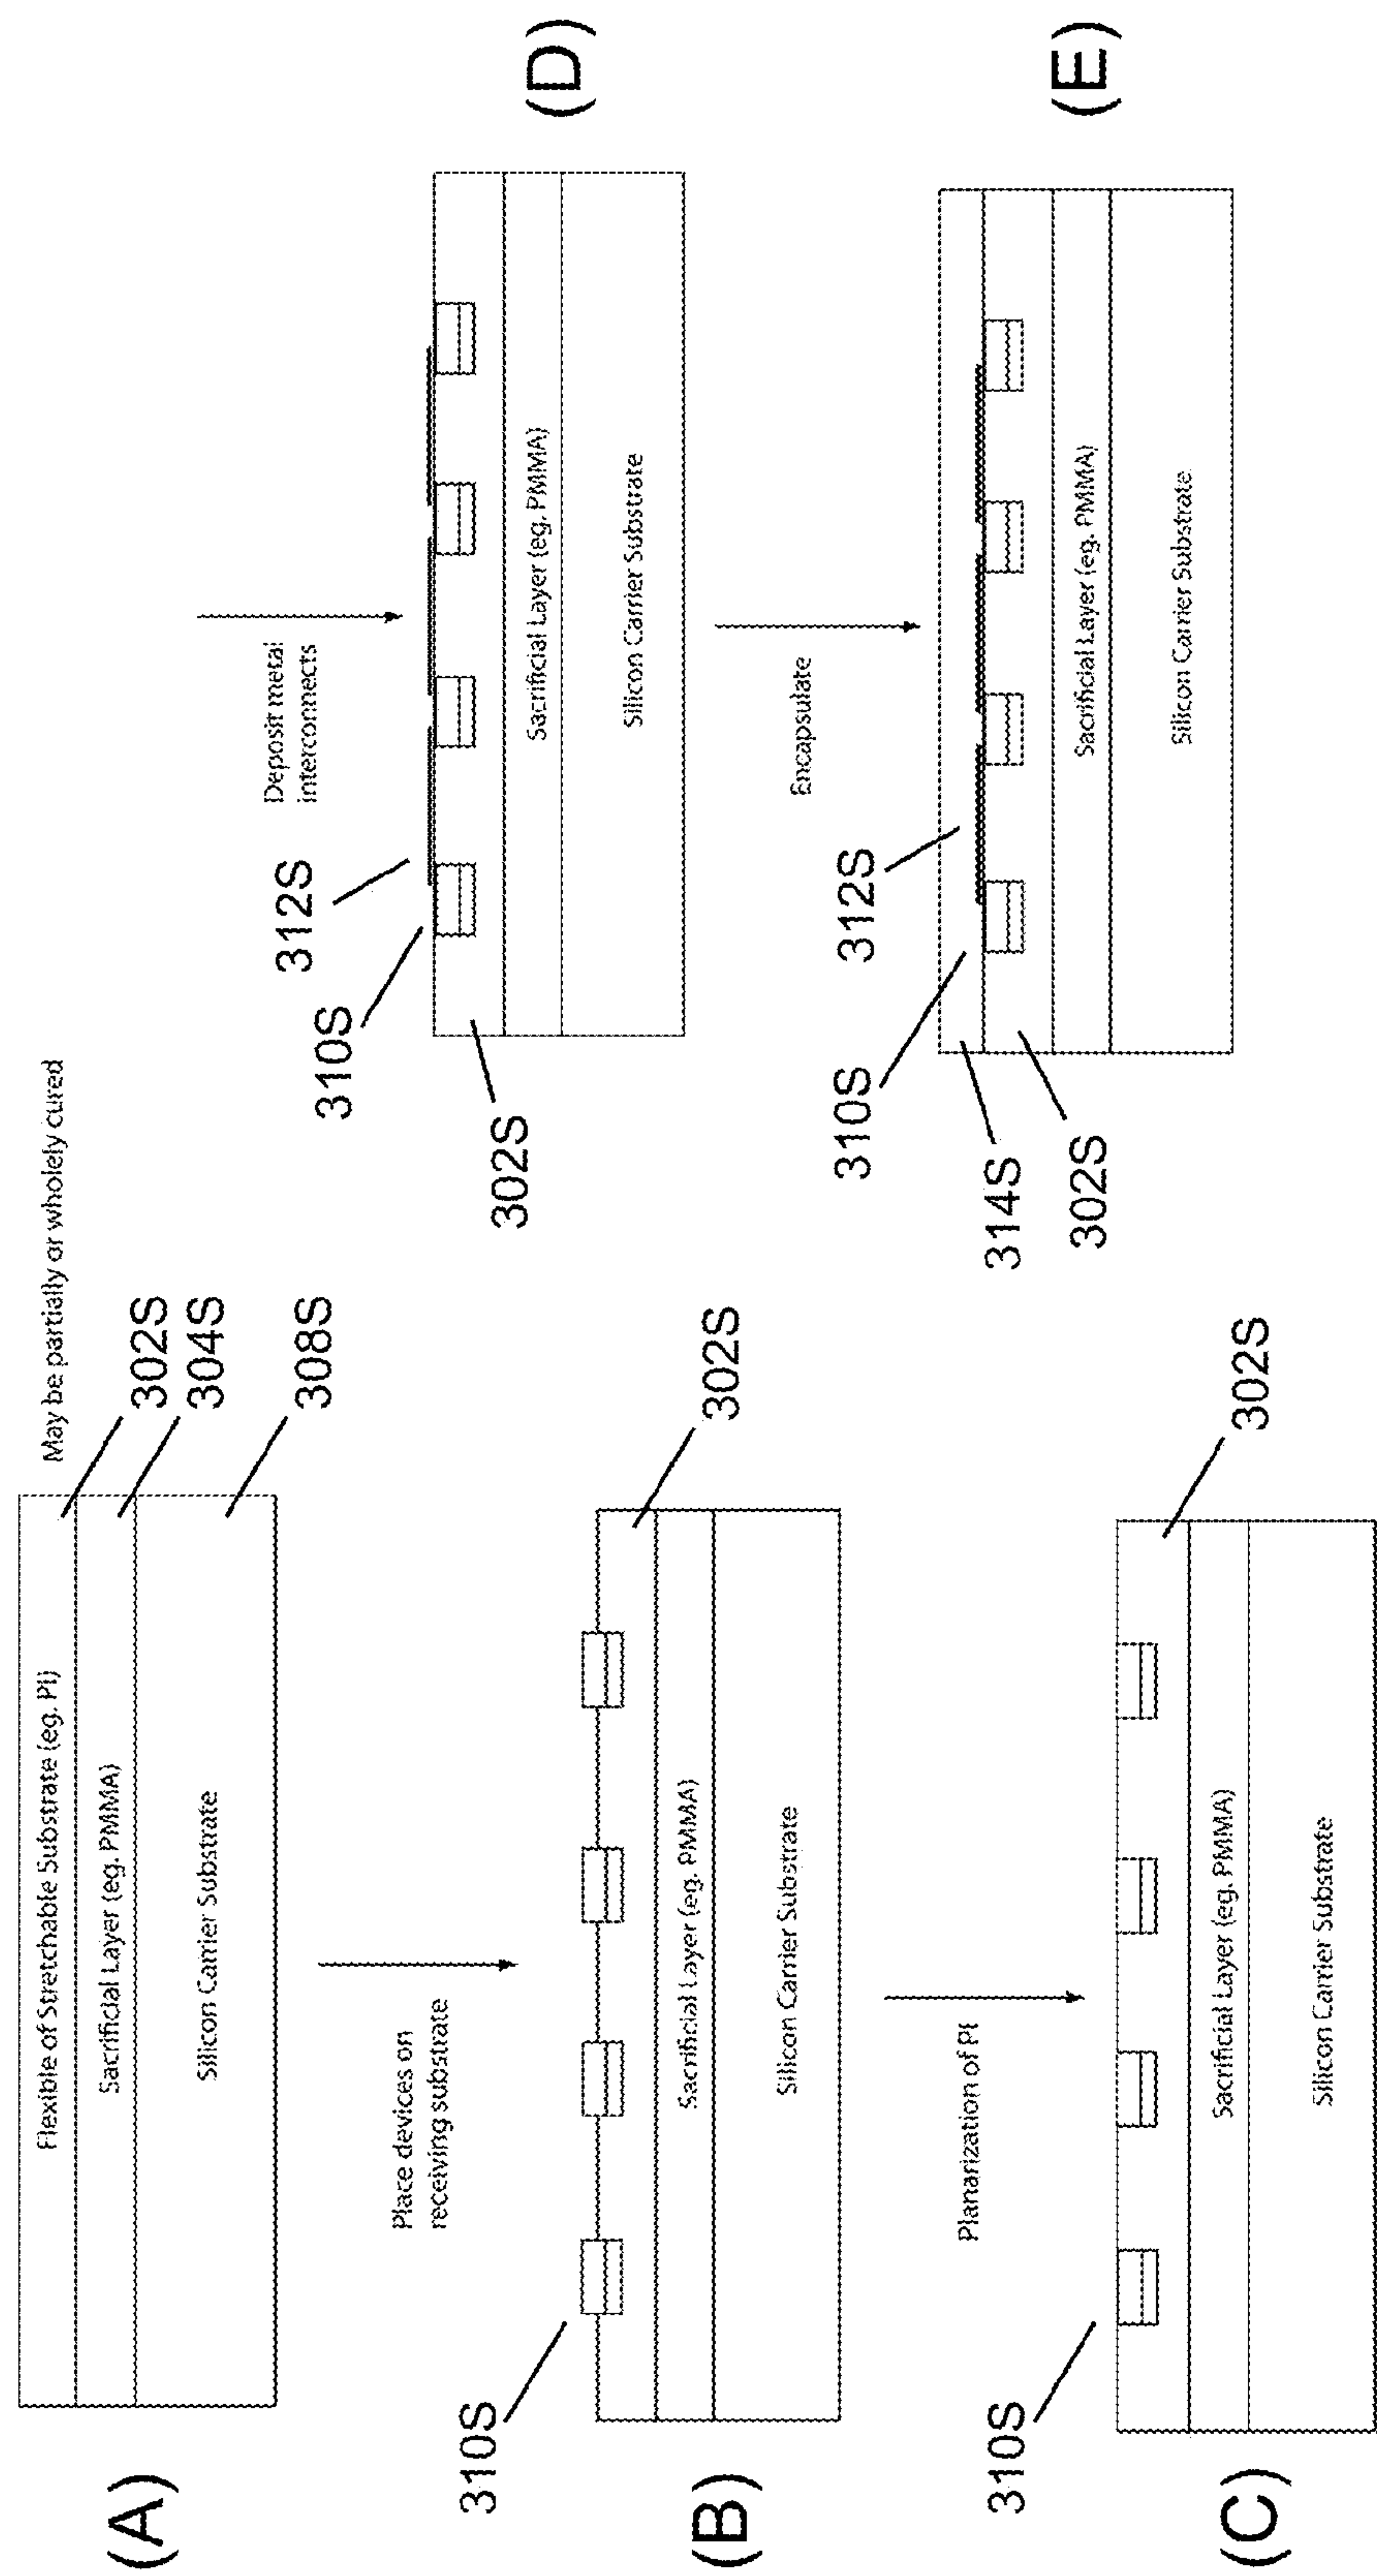 (A)
Flexible of Stretchable Substrate (eg. PI)
Sacrificial Layer (eg. PMMA)
Silicon Carrier Substrate
May be partially or wholely cured
302S
304S
308S
Place devices on
receiving substrate
310S
(B)
302S
Sacrificial Layer (eg. PMMA)
Silicon Carrier Substrate
Planarization of PI
310S
(C)
302S
Sacrificial Layer (eg. PMMA)
Silicon Carrier Substrate
Deposit metal
interconnects
312S
310S
302S
(D)
Sacrificial Layer (eg. PMMA)
Silicon Carrier Substrate
Encapsulate
312S
310S
314S
302S
(E)
Sacrificial Layer (eg. PMMA)
Silicon Carrier Substrate